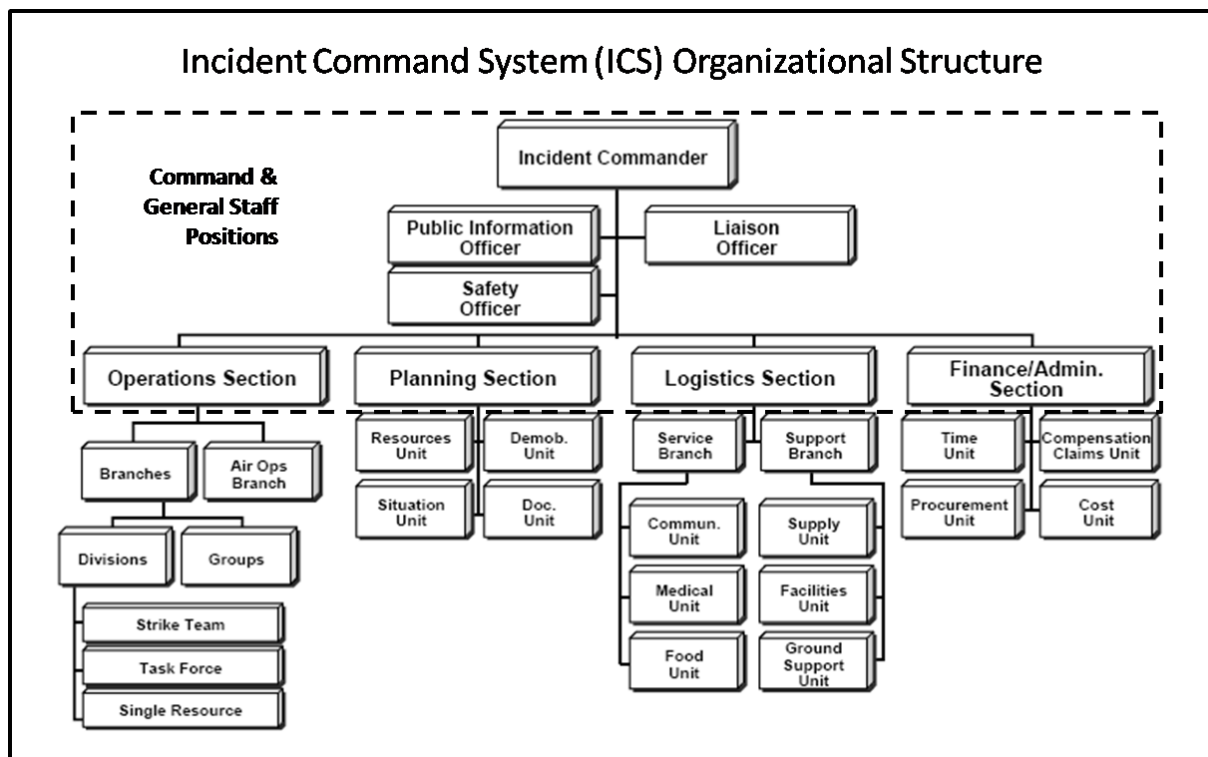 Incident Command System (ICS) Organizational Structure
Command &
General Staff
Positions
Incident Commander
Public Information
Officer
Liaison
Officer
Safety
Officer
Operations Section
Planning Section
Logistics Section
Finance/Admin.
Section
Branches
Air Ops
Branch
Divisions
Groups
Strike Team
Task Force
Single Resource
Resources
Unit
Demob.
Unit
Situation
Unit
Doc.
Unit
Service
Branch
Support
Branch
Commun.
Unit
Supply
Unit
Medical
Unit
Facilities
Unit
Food
Unit
Ground
Support
Unit
Time
Unit
Compensation
Claims Unit
Procurement
Unit
Cost
Unit